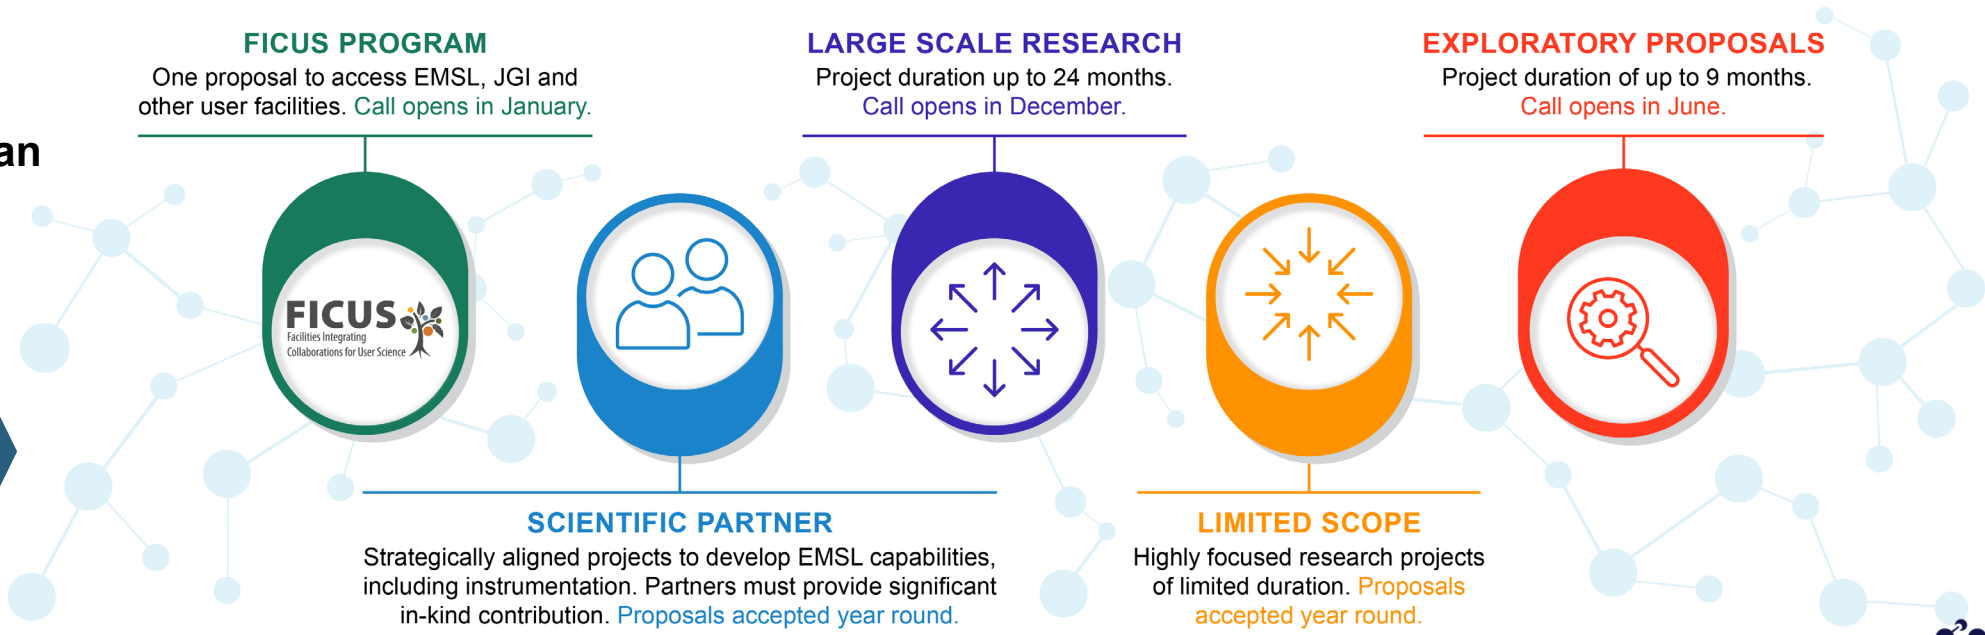 FICUS PROGRAM
One proposal to access EMSL, JGI and
other user facilities. Call opens in January.
LARGE SCALE RESEARCH
Project duration up to 24 months.
Call opens in December.
EXPLORATORY PROPOSALS
Project duration of up to 9 months.
Call opens in June.
an
FICUS
Facilities Integrating
Collaborations for User Science
SCIENTIFIC PARTNER
Strategically aligned projects to develop EMSL capabilities,
including instrumentation. Partners must provide significant
in-kind contribution. Proposals accepted year round.
LIMITED SCOPE
Highly focused research projects
of limited duration. Proposals
accepted year round.